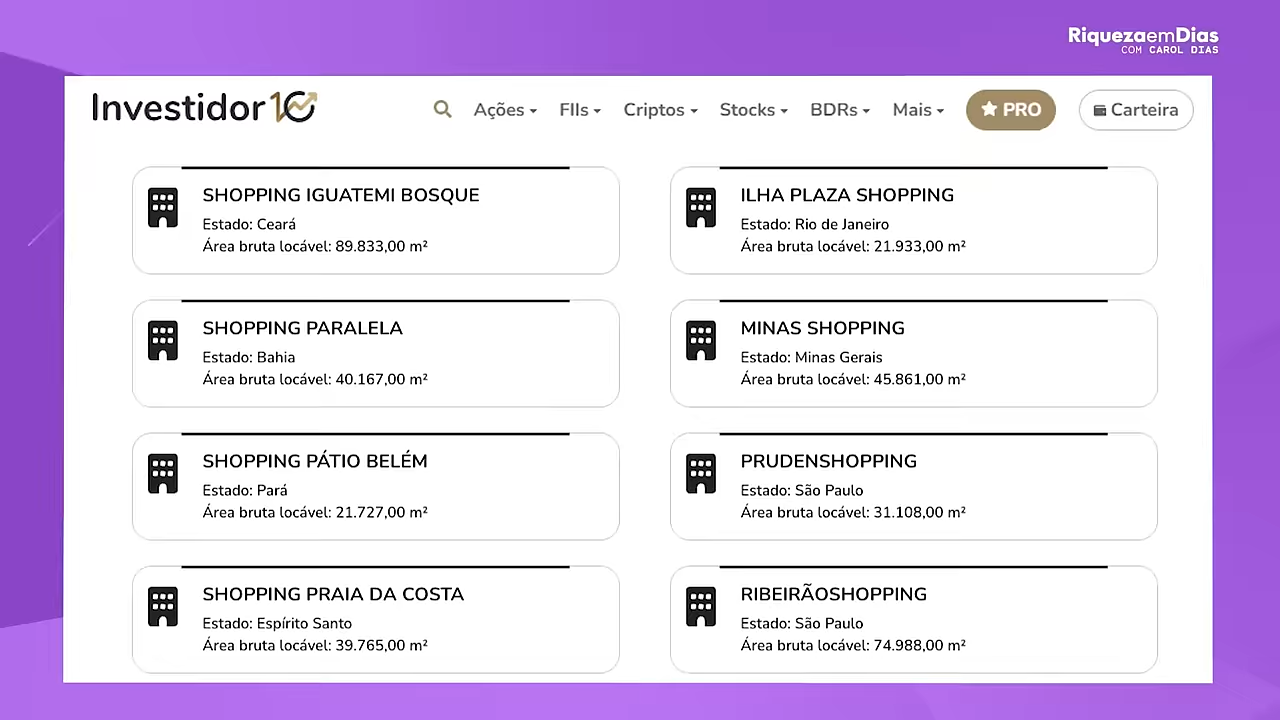 RiquezaemDias
COM CAROL DIAS
Investidor10
Ações
FIIs
Criptos
Stocks
BDRs
Mais
PRO
Carteira
SHOPPING IGUATEMI BOSQUE
Estado: Ceará
Área bruta locável: 89.833,00 m²
ILHA PLAZA SHOPPING
Estado: Rio de Janeiro
Área bruta locável: 21.933,00 m²
SHOPPING PARALELA
Estado: Bahia
Área bruta locável: 40.167,00 m²
MINAS SHOPPING
Estado: Minas Gerais
Área bruta locável: 45.861,00 m²
SHOPPING PÁTIO BELÉM
Estado: Pará
Área bruta locável: 21.727,00 m²
PRUDENSHOPPING
Estado: São Paulo
Área bruta locável: 31.108,00 m²
SHOPPING PRAIA DA COSTA
Estado: Espírito Santo
Área bruta locável: 39.765,00 m²
RIBEIRÃOSHOPPING
Estado: São Paulo
Área bruta locável: 74.988,00 m²